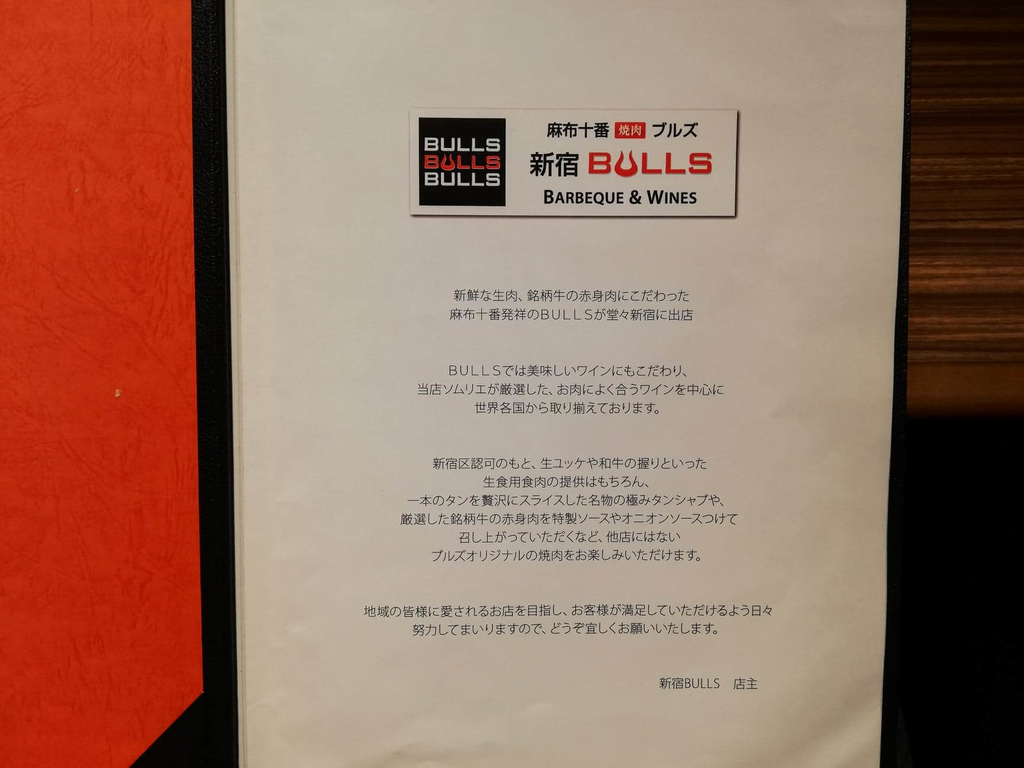 BULLS
BULLS
BULLS
麻布十番 焼肉 ブルズ
新宿 BULLS
BARBEQUE & WINES
新鮮な生肉、銘柄牛の赤身肉にこだわった
麻布十番発祥のBULLSが堂々新宿に出店
BULLSでは美味しいワインにもこだわり、
当店ソムリエが厳選した、お肉によく合うワインを中心に
世界各国から取り揃えております。
新宿区認可のもと、生ユッケや和牛の握りといった
生食用食肉の提供はもちろん、
一本のタンを贅沢にスライスした名物の極みタンシャブや、
厳選した銘柄牛の赤身肉を特製ソースやオニオンソースつけて
召し上がっていただくなど、他店にはない
ブルズオリジナルの焼肉をお楽しみいただけます。
地域の皆様に愛されるお店を目指し、お客様が満足していただけるよう日々
努力してまいりますので、どうぞ宜しくお願いいたします。
新宿BULLS 店主